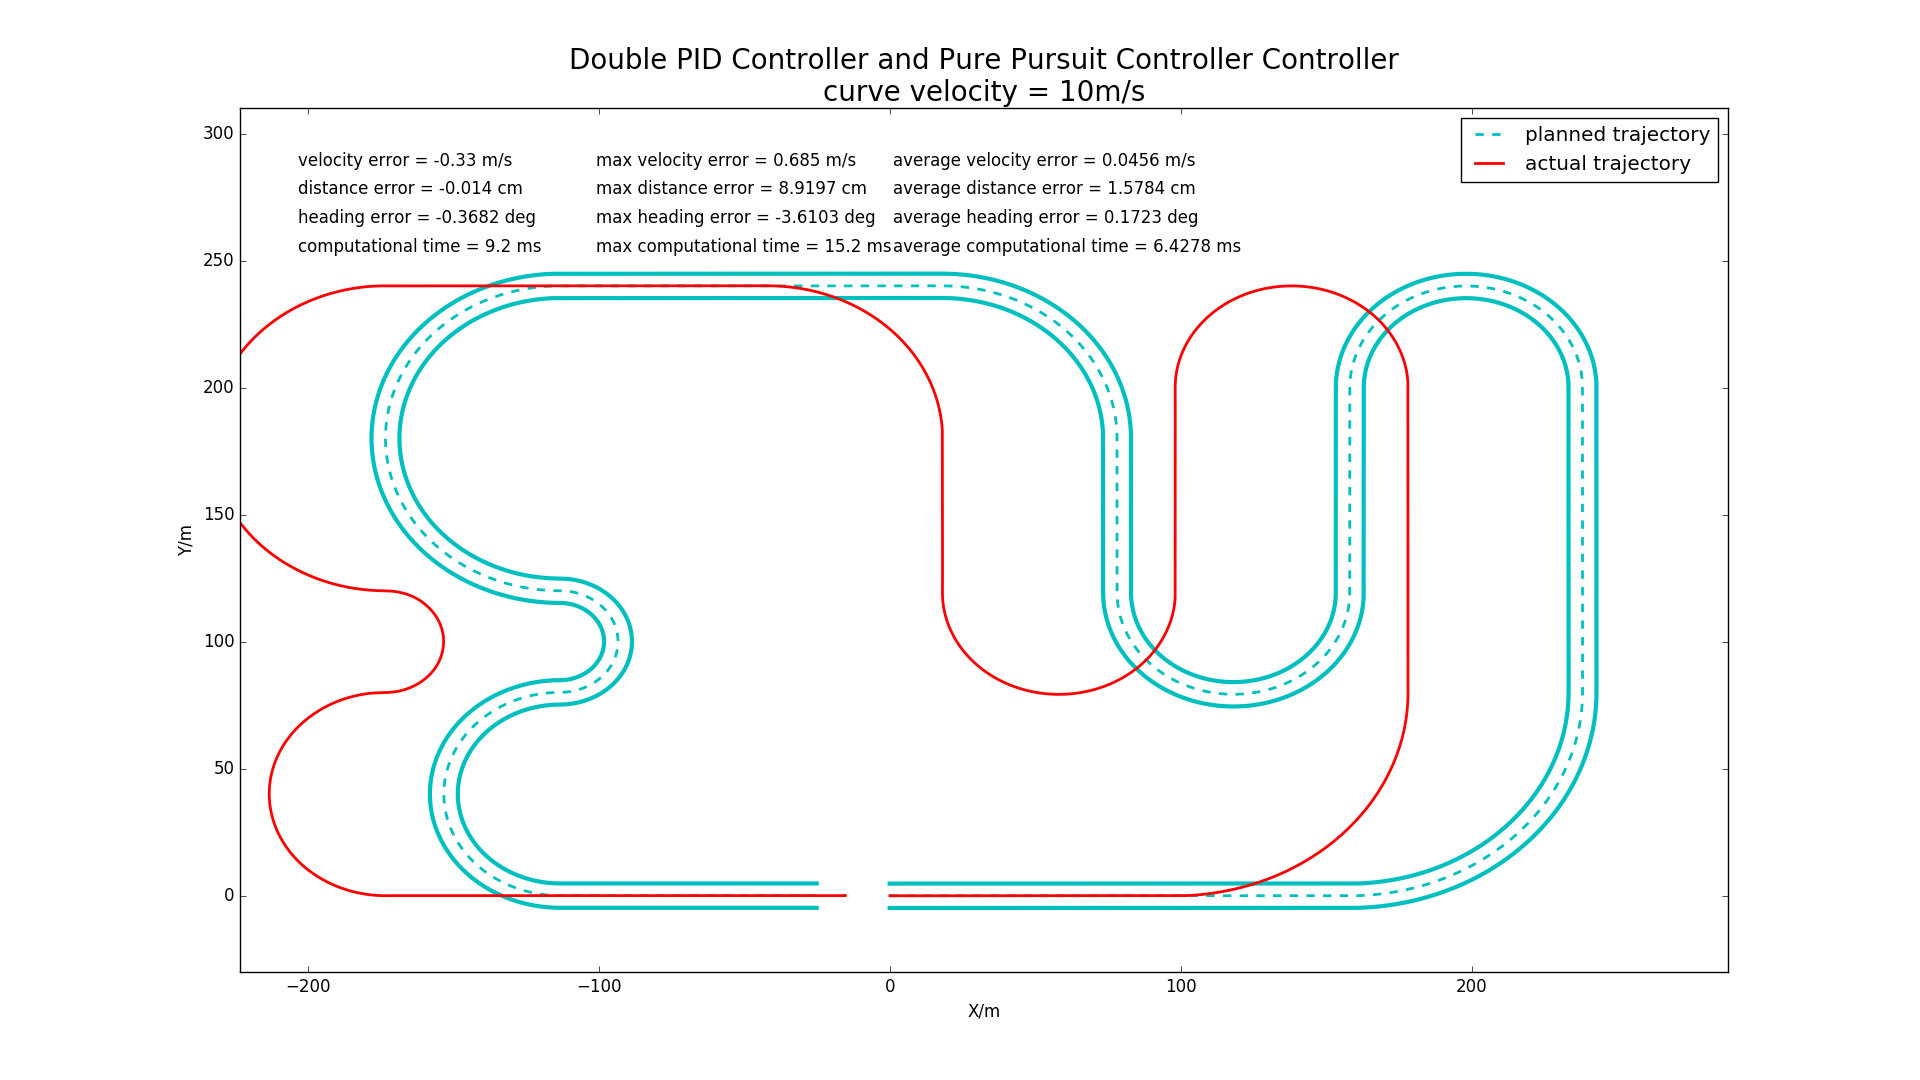 Double PID Controller and Pure Pursuit Controller Controller
curve velocity = 10m/s
planned trajectory
actual trajectory
velocity error = -0.33 m/s
max velocity error = 0.685 m/s
average velocity error = 0.0456 m/s
distance error = -0.014 cm
max distance error = 8.9197 cm
average distance error = 1.5784 cm
heading error = -0.3682 deg
max heading error = -3.6103 deg
average heading error = 0.1723 deg
computational time = 9.2 ms
max computational time = 15.2 ms
average computational time = 6.4278 ms
300
250
200
150
100
50
0
Y/m
−200
−100
0
100
200
X/m